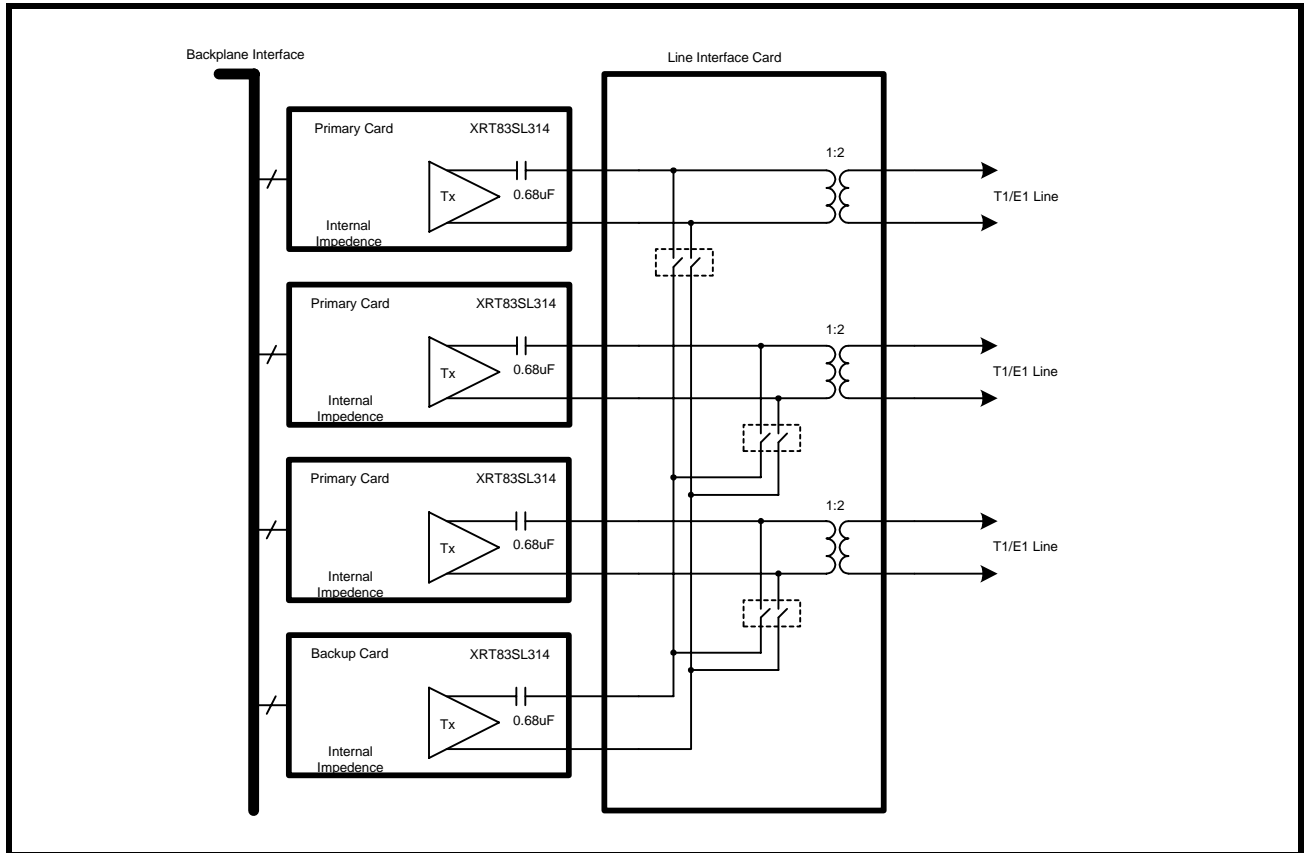 Backplane Interface
Line Interface Card
Primary Card
XRT83SL314
Tx
0.68uF
Internal
Impedence
1:2
T1/E1 Line
Primary Card
XRT83SL314
Tx
0.68uF
Internal
Impedence
1:2
T1/E1 Line
Primary Card
XRT83SL314
Tx
0.68uF
Internal
Impedence
1:2
T1/E1 Line
Backup Card
XRT83SL314
Tx
0.68uF
Internal
Impedence